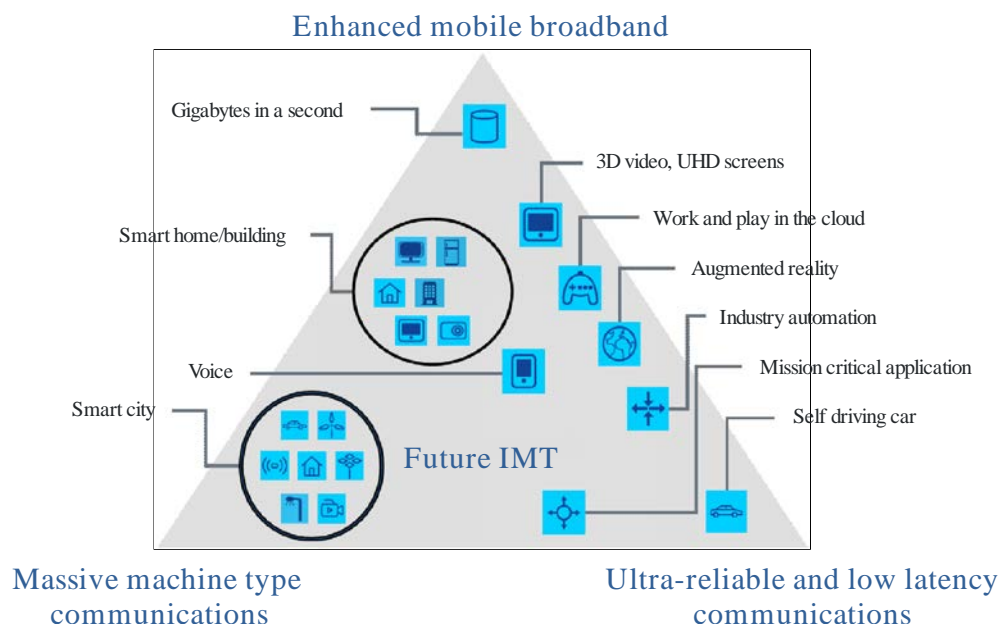 Enhanced mobile broadband
Gigabytes in a second
3D video, UHD screens
Work and play in the cloud
Smart home/building
Augmented reality
Industry automation
Voice
Mission critical application
Smart city
Self driving car
Future IMT
Massive machine type
communications
Ultra-reliable and low latency
communications